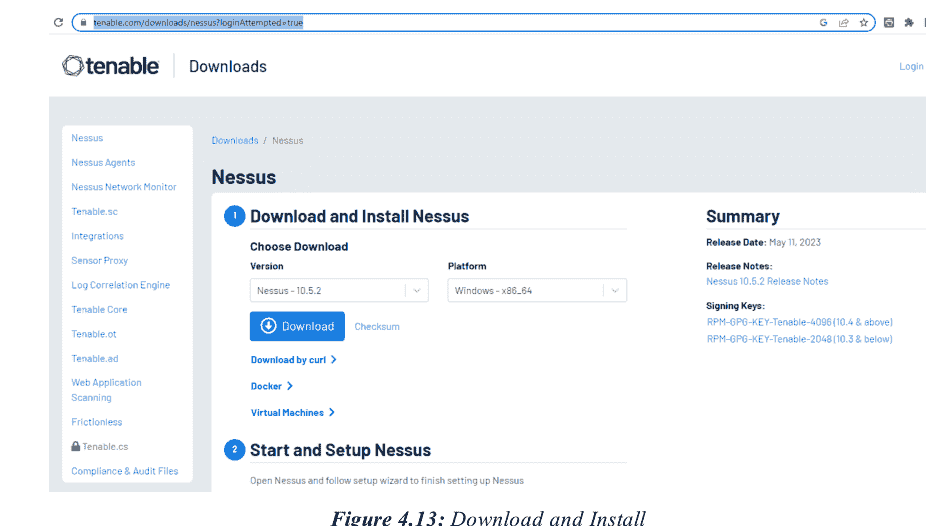 tenable.com/downloads/nessus?loginAttempted=true
tenable
Downloads
Login
Nessus
Nessus Agents
Nessus Network Monitor
Tenable.sc
Integrations
Sensor Proxy
Log Correlation Engine
Tenable Core
Tenable.ot
Tenable.ad
Web Application
Scanning
Frictionless
Tenable.cs
Compliance & Audit Files
Downloads / Nessus
Nessus
1 Download and Install Nessus
Choose Download
Version
Nessus - 10.5.2
Platform
Windows - x86_64
Download
Checksum
Download by curl
Docker
Virtual Machines
2 Start and Setup Nessus
Open Nessus and follow setup wizard to finish setting up Nessus
Summary
Release Date: May 11, 2023
Release Notes:
Nessus 10.5.2 Release Notes
Signing Keys:
RPM-GPG-KEY-Tenable-4096 (10.4 & above)
RPM-GPG-KEY-Tenable-2048 (10.3 & below)
Figure 4.13: Download and Install